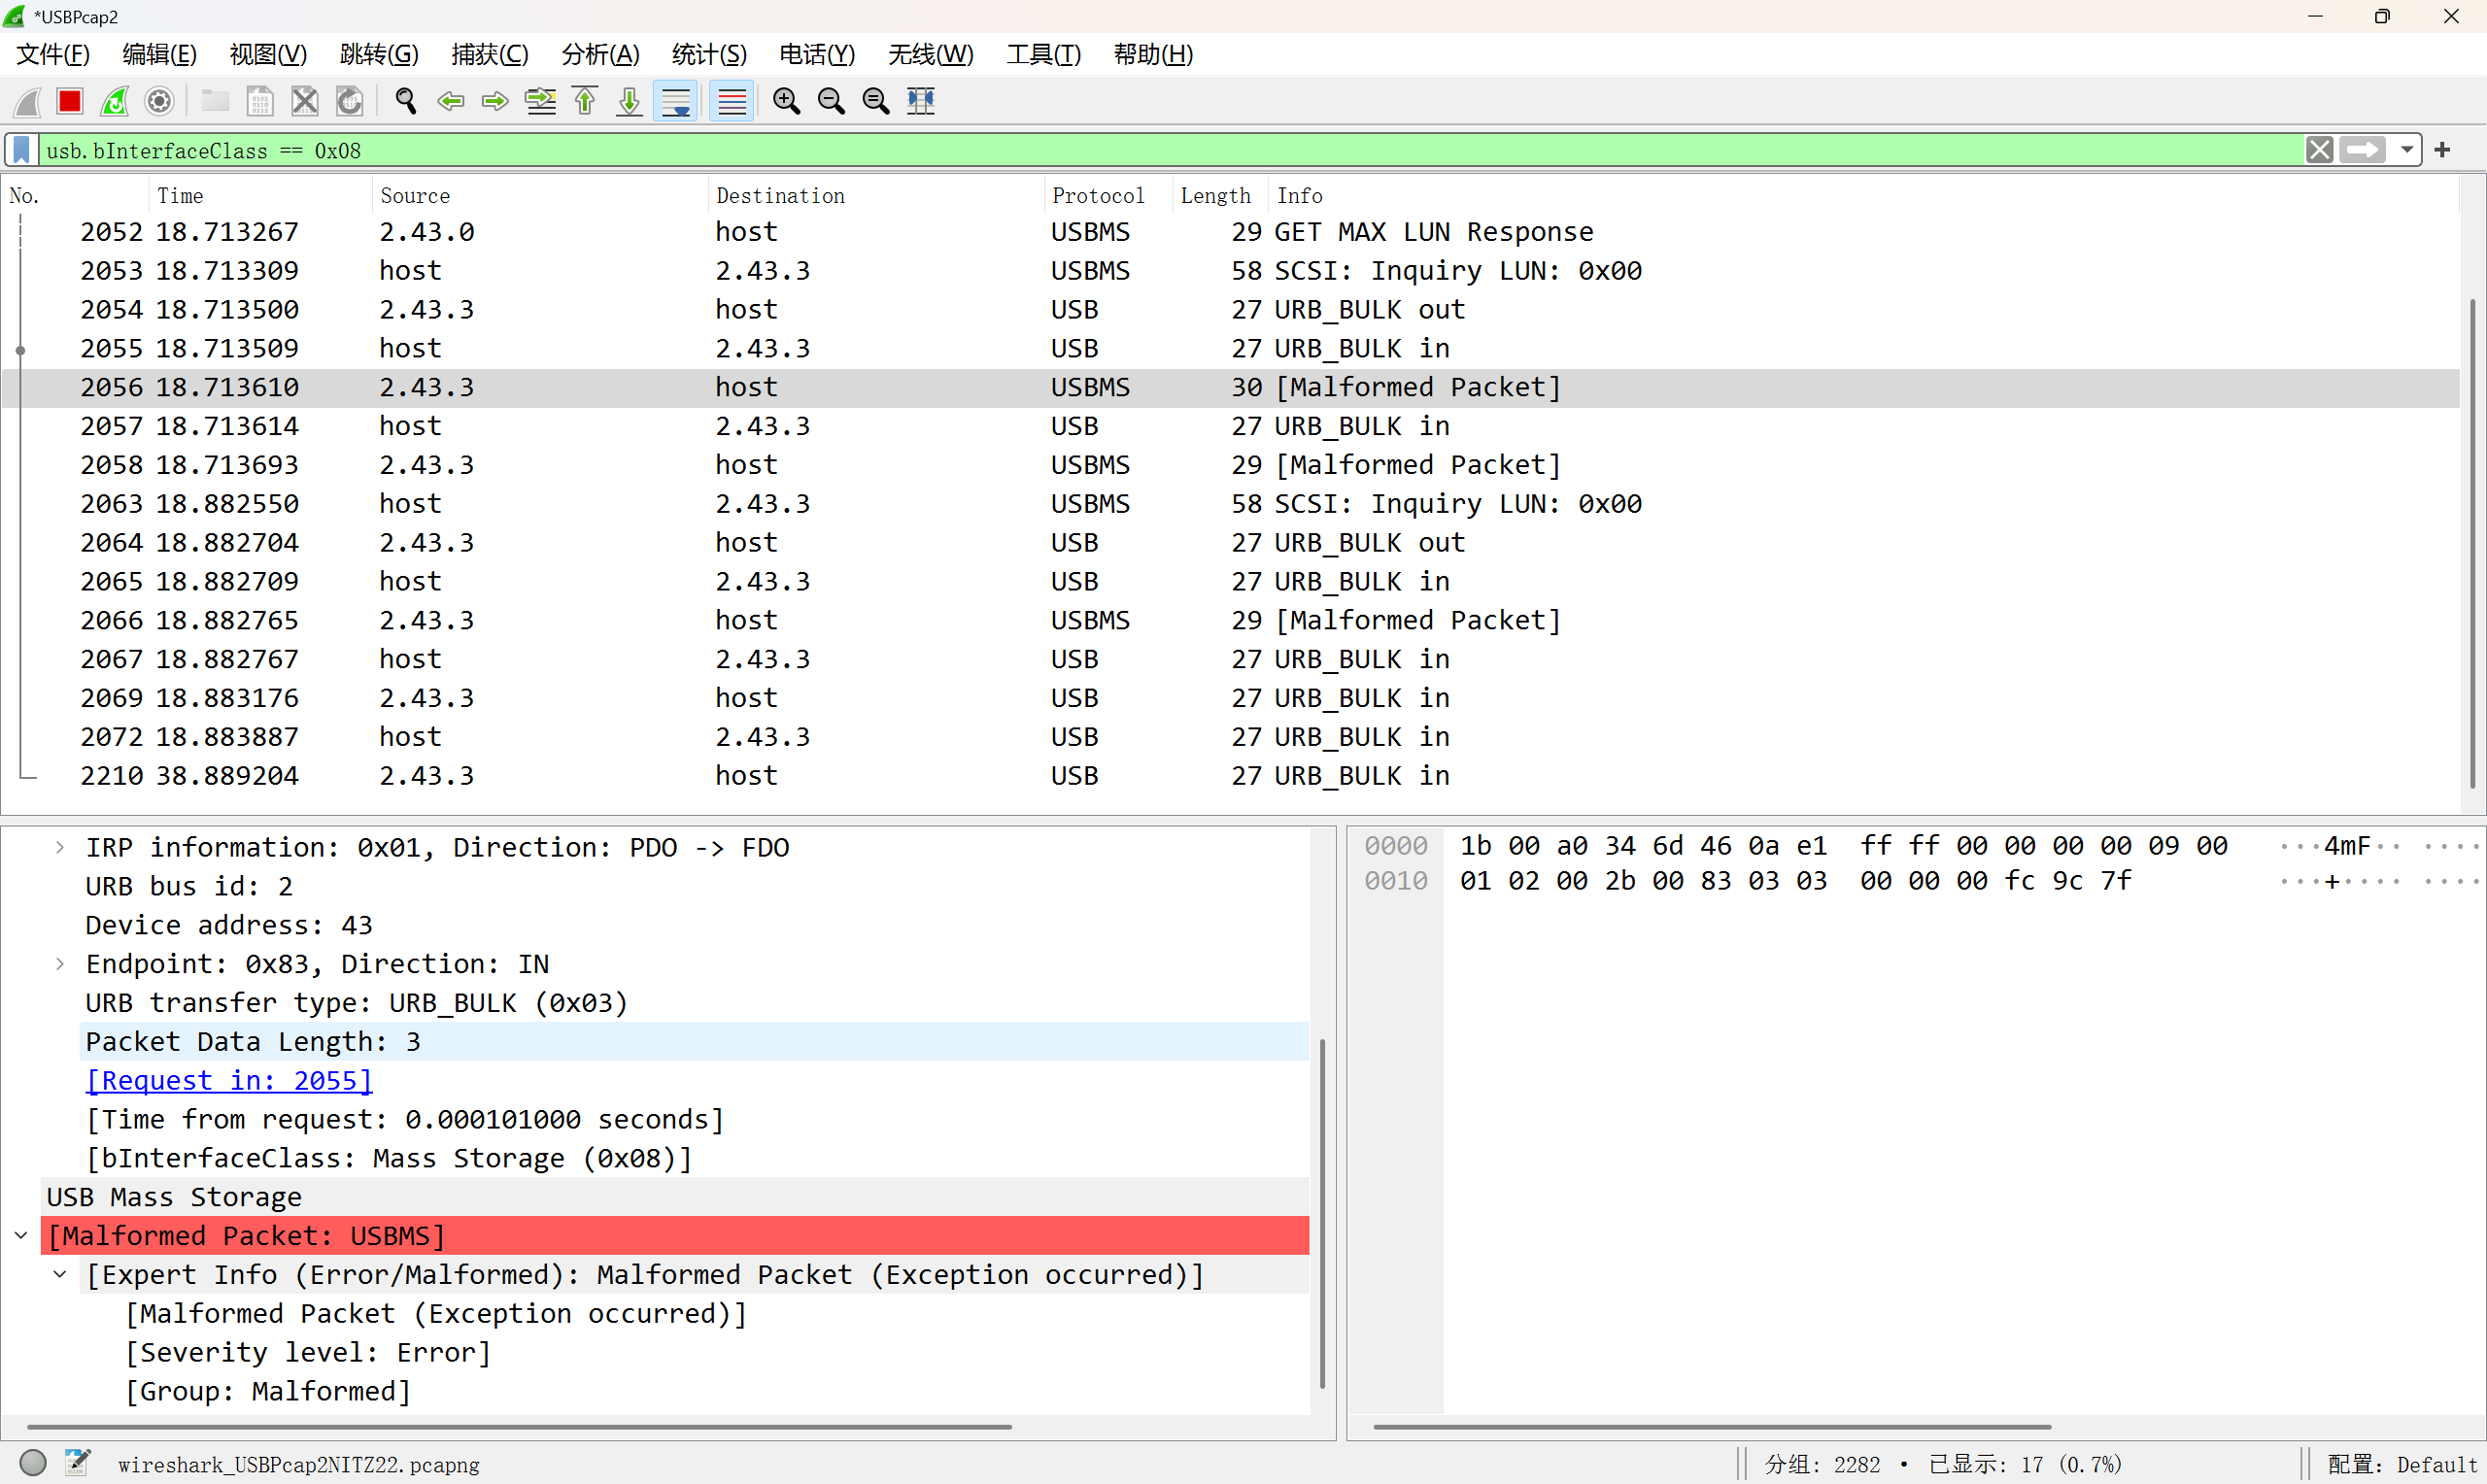 *USBPcap2
文件(F) 编辑(E) 视图(V) 跳转(G) 捕获(C) 分析(A) 统计(S) 电话(Y) 无线(W) 工具(T) 帮助(H)
usb.bInterfaceClass == 0x08
No. Time Source Destination Protocol Length Info
2052 18.713267 2.43.0 host USBMS 29 GET MAX LUN Response
2053 18.713309 host 2.43.3 USBMS 58 SCSI: Inquiry LUN: 0x00
2054 18.713500 2.43.3 host USB 27 URB_BULK out
2055 18.713509 host 2.43.3 USB 27 URB_BULK in
2056 18.713610 2.43.3 host USBMS 30 [Malformed Packet]
2057 18.713614 host 2.43.3 USB 27 URB_BULK in
2058 18.713693 2.43.3 host USBMS 29 [Malformed Packet]
2063 18.882550 host 2.43.3 USBMS 58 SCSI: Inquiry LUN: 0x00
2064 18.882704 2.43.3 host USB 27 URB_BULK out
2065 18.882709 host 2.43.3 USB 27 URB_BULK in
2066 18.882765 2.43.3 host USBMS 29 [Malformed Packet]
2067 18.882767 host 2.43.3 USB 27 URB_BULK in
2069 18.883176 2.43.3 host USB 27 URB_BULK in
2072 18.883887 host 2.43.3 USB 27 URB_BULK in
2210 38.889204 2.43.3 host USB 27 URB_BULK in
IRP information: 0x01, Direction: PDO -> FDO
URB bus id: 2
Device address: 43
Endpoint: 0x83, Direction: IN
URB transfer type: URB_BULK (0x03)
Packet Data Length: 3
[Request in: 2055]
[Time from request: 0.000101000 seconds]
[bInterfaceClass: Mass Storage (0x08)]
USB Mass Storage
[Malformed Packet: USBMS]
[Expert Info (Error/Malformed): Malformed Packet (Exception occurred)]
[Malformed Packet (Exception occurred)]
[Severity level: Error]
[Group: Malformed]
0000 1b 00 a0 34 6d 46 0a e1 ff ff 00 00 00 00 09 00 ···4mF·· ····
0010 01 02 00 2b 00 83 03 03 00 00 00 fc 9c 7f ···+···· ····
wireshark_USBPcap2NITZ22.pcapng
分组: 2282 · 已显示: 17 (0.7%)
配置: Default